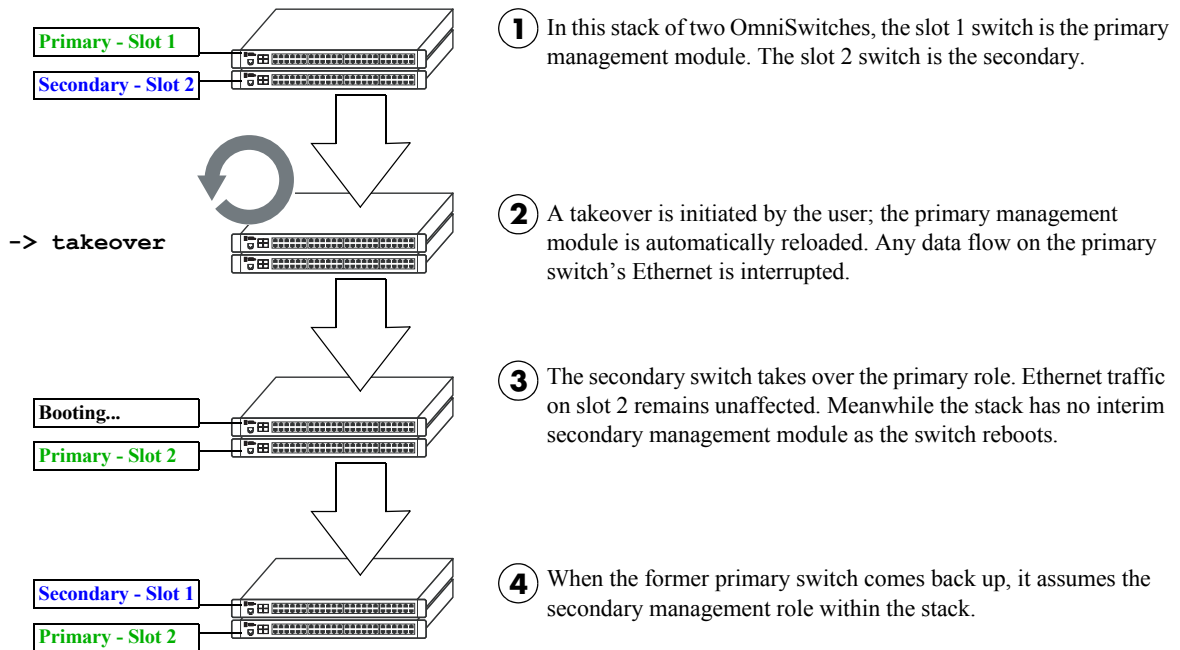 Primary - Slot 1
Secondary - Slot 2
1 In this stack of two OmniSwitches, the slot 1 switch is the primary
management module. The slot 2 switch is the secondary.
-> takeover
2 A takeover is initiated by the user; the primary management
module is automatically reloaded. Any data flow on the primary
switch’s Ethernet is interrupted.
Booting...
Primary - Slot 2
3 The secondary switch takes over the primary role. Ethernet traffic
on slot 2 remains unaffected. Meanwhile the stack has no interim
secondary management module as the switch reboots.
Secondary - Slot 1
Primary - Slot 2
4 When the former primary switch comes back up, it assumes the
secondary management role within the stack.